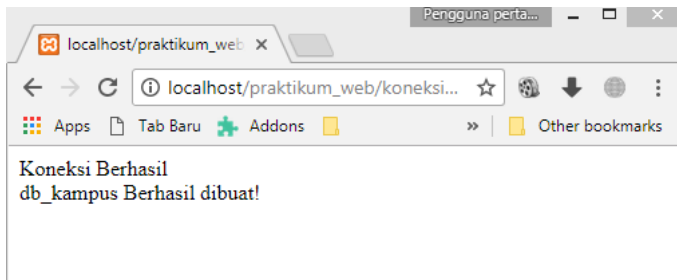 Pengguna perta...
localhost/praktikum_web
localhost/praktikum_web/koneksi...
Apps Tab Baru Addons » Other bookmarks
Koneksi Berhasil
db_kampus Berhasil dibuat!